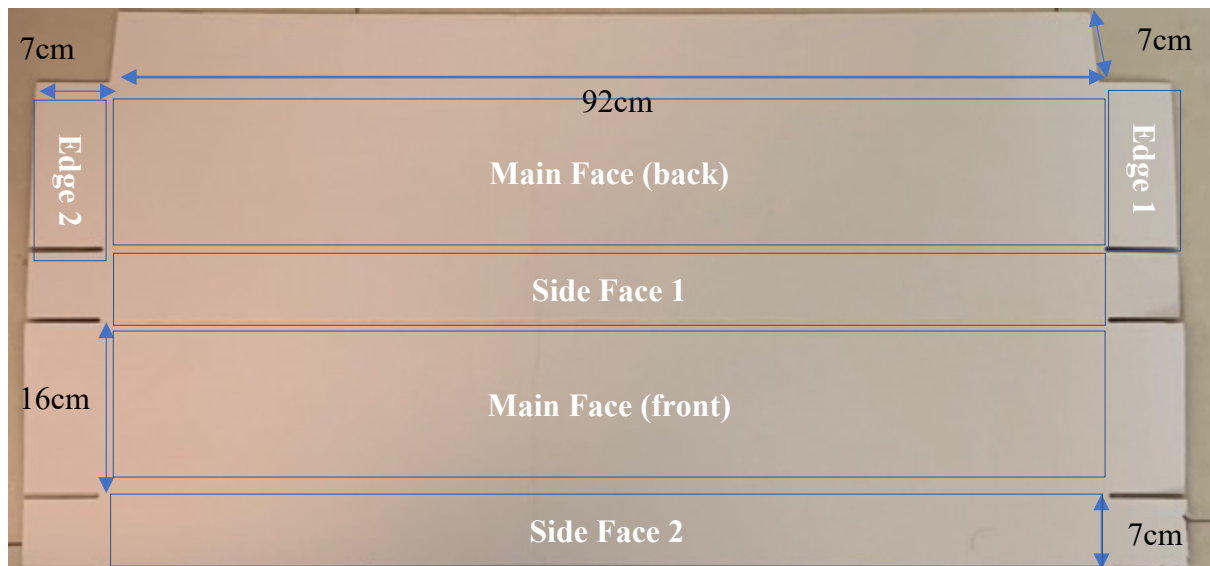 7cm
7cm
92cm
Edge 2
Main Face (back)
Edge 1
Side Face 1
16cm
Main Face (front)
Side Face 2
7cm